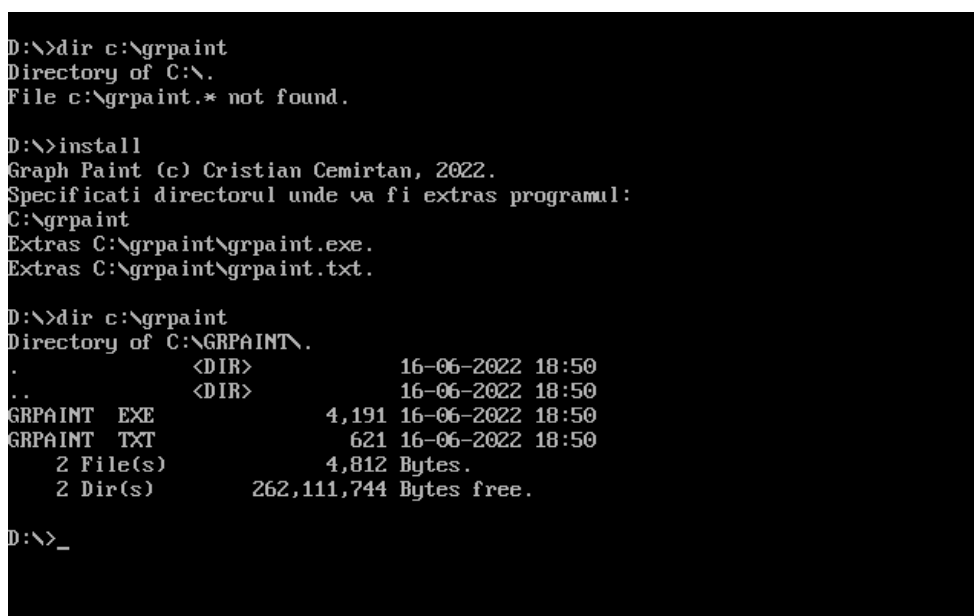 D:\>dir c:\grpaint
Directory of C:\.
File c:\grpaint.* not found.
D:\>install
Graph Paint (c) Cristian Cemirtan, 2022.
Specificati directorul unde va fi extras programul:
C:\grpaint
Extras C:\grpaint\grpaint.exe.
Extras C:\grpaint\grpaint.txt.
D:\>dir c:\grpaint
Directory of C:\GRPAINT\.
.               <DIR>            16-06-2022 18:50
..              <DIR>            16-06-2022 18:50
GRPAINT  EXE              4,191 16-06-2022 18:50
GRPAINT  TXT                621 16-06-2022 18:50
    2 File(s)             4,812 Bytes.
    2 Dir(s)        262,111,744 Bytes free.
D:\>_